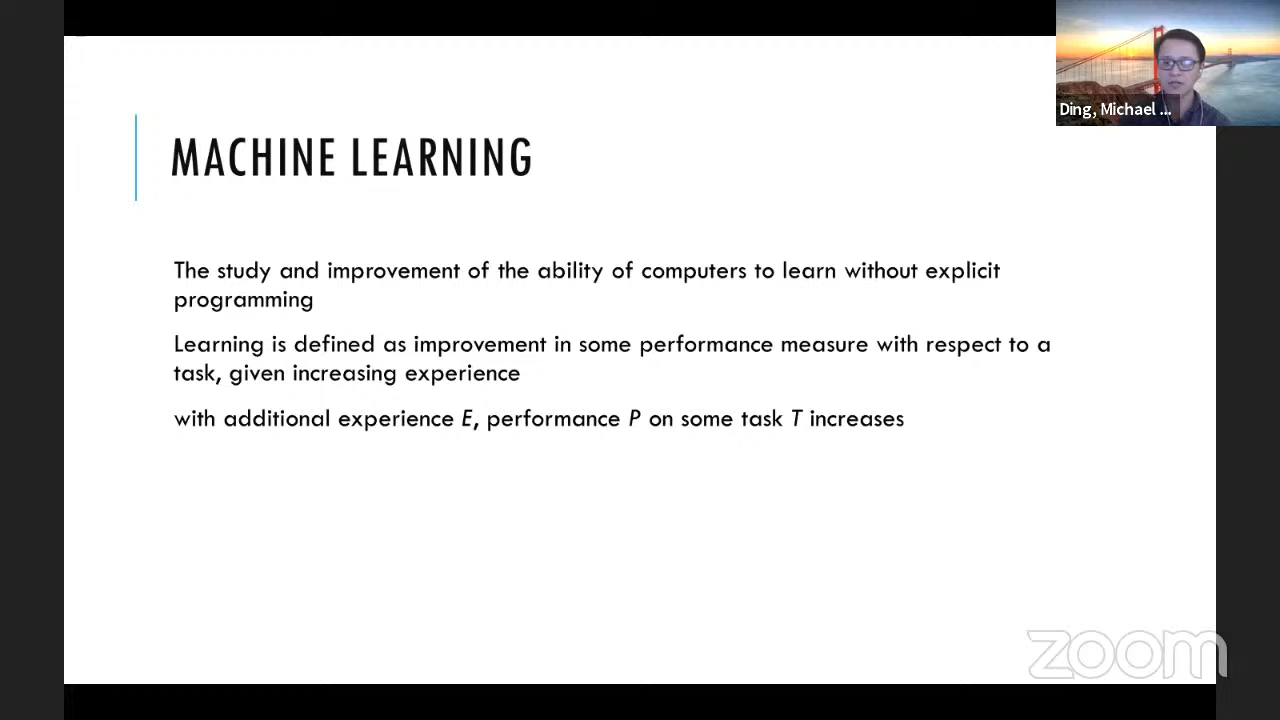 Ding, Michael ...
MACHINE LEARNING
The study and improvement of the ability of computers to learn without explicit
programming
Learning is defined as improvement in some performance measure with respect to a
task, given increasing experience
with additional experience E, performance P on some task T increases
zoom